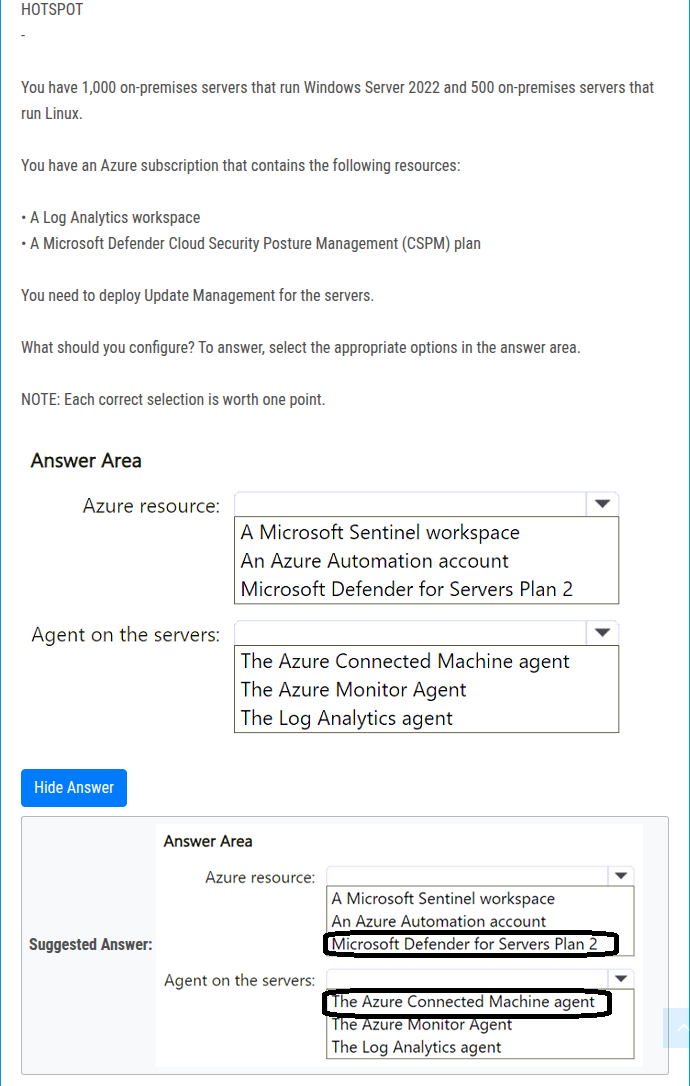 HOTSPOT
-
You have 1,000 on-premises servers that run Windows Server 2022 and 500 on-premises servers that
run Linux.
You have an Azure subscription that contains the following resources:
• A Log Analytics workspace
• A Microsoft Defender Cloud Security Posture Management (CSPM) plan
You need to deploy Update Management for the servers.
What should you configure? To answer, select the appropriate options in the answer area.
NOTE: Each correct selection is worth one point.
Answer Area
Azure resource:
A Microsoft Sentinel workspace
An Azure Automation account
Microsoft Defender for Servers Plan 2
Agent on the servers:
The Azure Connected Machine agent
The Azure Monitor Agent
The Log Analytics agent
Hide Answer
Suggested Answer:
Answer Area
Azure resource:
A Microsoft Sentinel workspace
An Azure Automation account
Microsoft Defender for Servers Plan 2
Agent on the servers:
The Azure Connected Machine agent
The Azure Monitor Agent
The Log Analytics agent